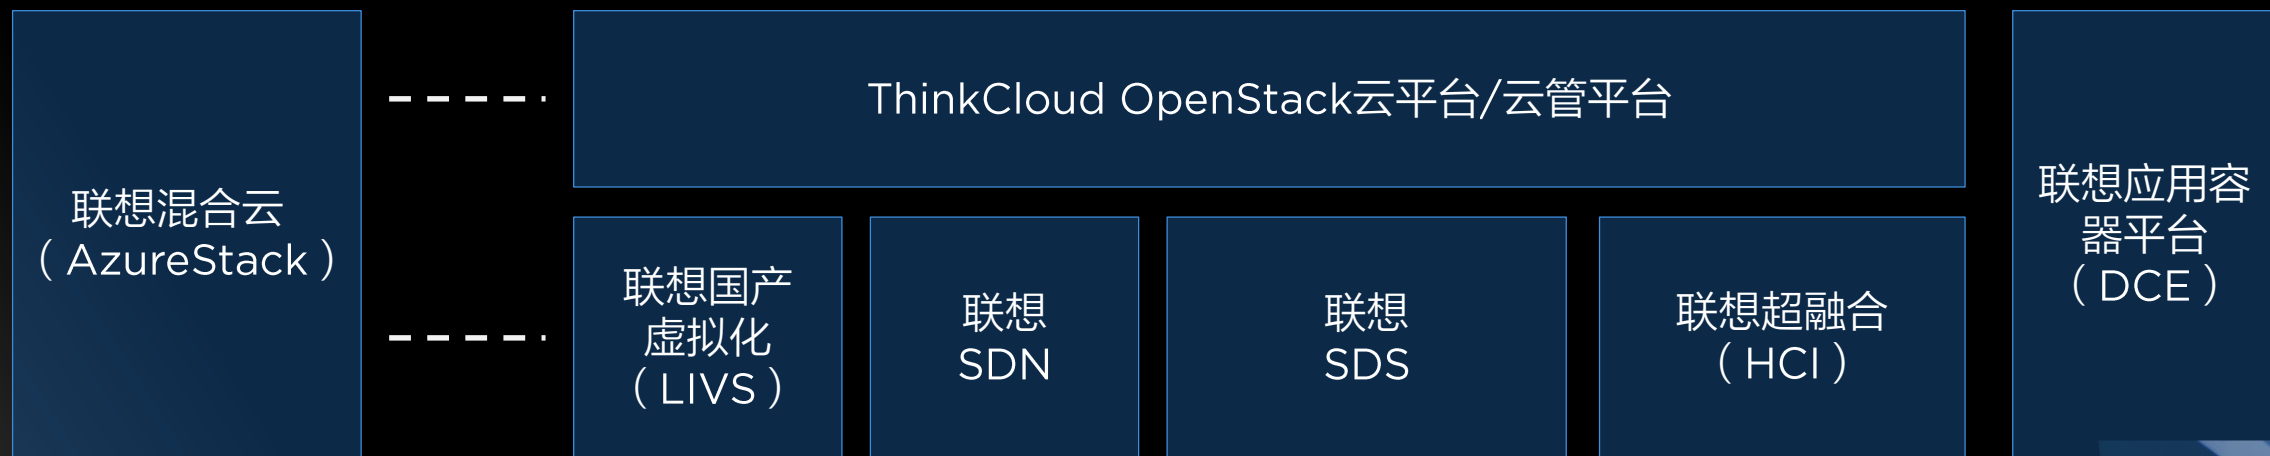 联想混合云
（AzureStack）
ThinkCloud OpenStack云平台/云管平台
联想国产
虚拟化
（LIVS）
联想
SDN
联想
SDS
联想超融合
（HCI）
联想应用容
器平台
（DCE）